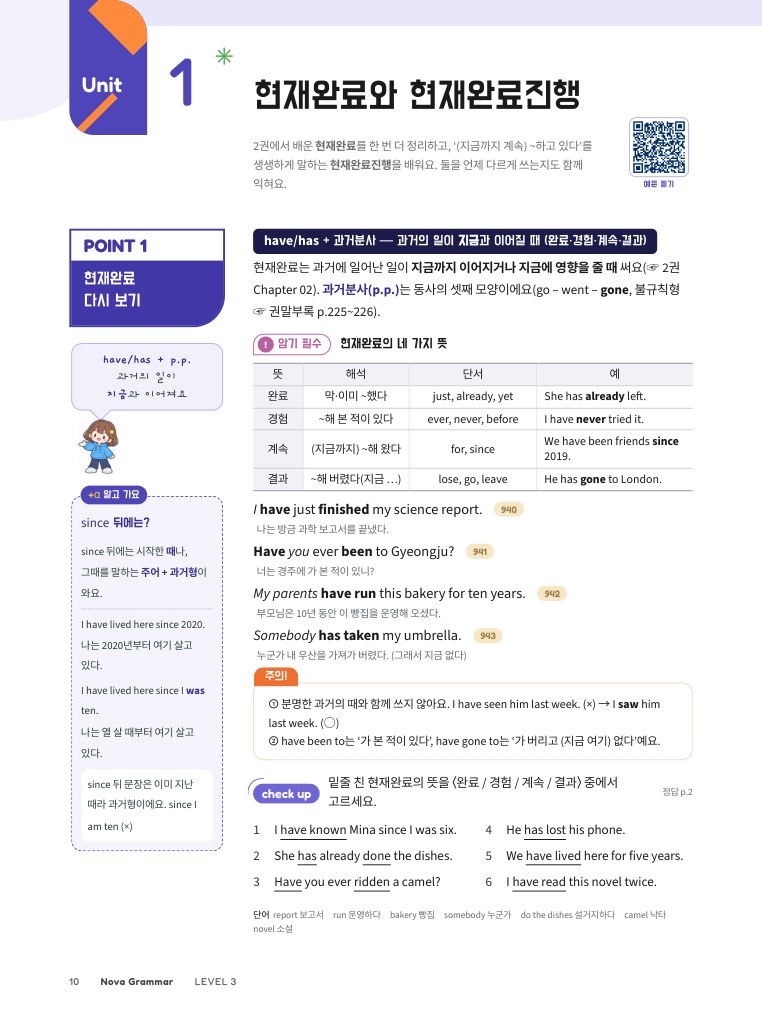 Unit 1
현재완료와 현재완료진행
2권에서 배운 현재완료를 한 번 더 정리하고, ‘(지금까지 계속) ~하고 있다’를
생생하게 말하는 현재완료진행을 배워요. 둘을 언제 다르게 쓰는지도 함께
익혀요.
예문 듣기
POINT 1
현재완료
다시 보기
have/has + p.p.
과거의 일이
지금과 이어져요
+α 알고 가요
since 뒤에는?
since 뒤에는 시작한 때나,
그때를 말하는 주어 + 과거형이
와요.
I have lived here since 2020.
나는 2020년부터 여기 살고
있다.
I have lived here since I was
ten.
나는 열 살 때부터 여기 살고
있다.
since 뒤 문장은 이미 지난
때라 과거형이에요. since I
am ten (×)
have/has + 과거분사 — 과거의 일이 지금과 이어질 때 (완료·경험·계속·결과)
현재완료는 과거에 일어난 일이 지금까지 이어지거나 지금에 영향을 줄 때 써요(☞ 2권
Chapter 02). 과거분사(p.p.)는 동사의 셋째 모양이에요(go – went – gone, 불규칙형
☞ 권말부록 p.225~226).
! 암기 필수 현재완료의 네 가지 뜻
뜻 해석 단서 예
완료 막·이미 ~했다 just, already, yet She has already left.
경험 ~해 본 적이 있다 ever, never, before I have never tried it.
계속 (지금까지) ~해 왔다 for, since We have been friends since
2019.
결과 ~해 버렸다(지금 …) lose, go, leave He has gone to London.
I have just finished my science report. 940
나는 방금 과학 보고서를 끝냈다.
Have you ever been to Gyeongju? 941
너는 경주에 가 본 적이 있니?
My parents have run this bakery for ten years. 942
부모님은 10년 동안 이 빵집을 운영해 오셨다.
Somebody has taken my umbrella. 943
누군가 내 우산을 가져가 버렸다. (그래서 지금 없다)
주의!
① 분명한 과거의 때와 함께 쓰지 않아요. I have seen him last week. (×) → I saw him
last week. (○)
② have been to는 ‘가 본 적이 있다’, have gone to는 ‘가 버리고 (지금 여기) 없다’예요.
check up 밑줄 친 현재완료의 뜻을 〈완료 / 경험 / 계속 / 결과〉 중에서
고르세요.
정답 p.2
1 I have known Mina since I was six.
2 She has already done the dishes.
3 Have you ever ridden a camel?
4 He has lost his phone.
5 We have lived here for five years.
6 I have read this novel twice.
단어 report 보고서 run 운영하다 bakery 빵집 somebody 누군가 do the dishes 설거지하다 camel 낙타
novel 소설
10 Nova Grammar LEVEL 3